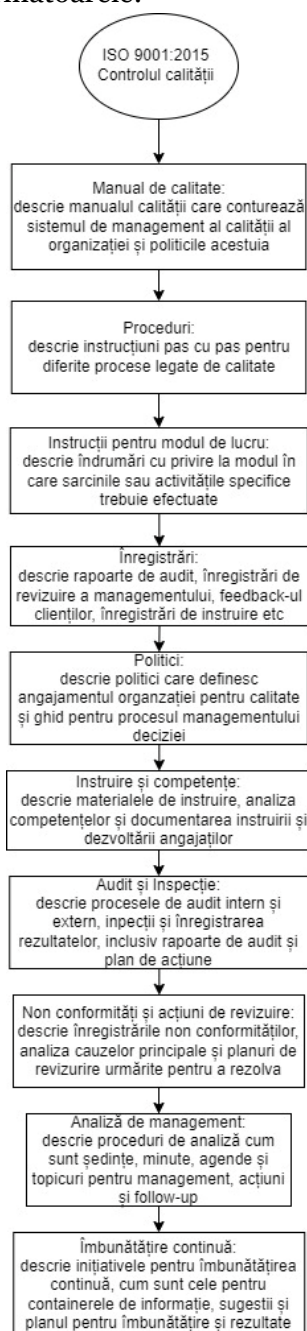 ISO 9001:2015
Controlul calității
Manual de calitate:
descrie manualul calității care conturează
sistemul de management al calității al
organizației și politicile acestuia
Proceduri:
descrie instrucțiuni pas cu pas pentru
diferite procese legate de calitate
Instrucții pentru modul de lucru:
descrie îndrumări cu privire la modul în
care sarcinile sau activitățile specifice
trebuie efectuate
Înregistrări:
descrie rapoarte de audit, înregistrări de
revizuire a managementului, feedback-ul
clienților, înregistrări de instruire etc
Politici:
descrie politici care definesc
angajamentul organzației pentru calitate
și ghid pentru procesul managementului
deciziei
Instruire și competențe:
descrie materialele de instruire, analiza
competențelor și documentarea instruirii și
dezvoltării angajaților
Audit și Inspecție:
descrie procesele de audit intern și
extern, inpecții și înregistrarea
rezultatelor, inclusiv rapoarte de audit și
plan de acțiune
Non conformități și acțiuni de revizuire:
descrie înregistrările non conformităților,
analiza cauzelor principale și planuri de
revizurire urmărite pentru a rezolva
Analiză de management:
descrie proceduri de analiză cum
sunt ședințe, minute, agende și
topicuri pentru management, acțiuni
și follow-up
Îmbunătățire continuă:
descrie inițiativele pentru îmbunătățirea
continuă, cum sunt cele pentru
containerele de informație, sugestii și
planul pentru îmbunătățire și rezultate